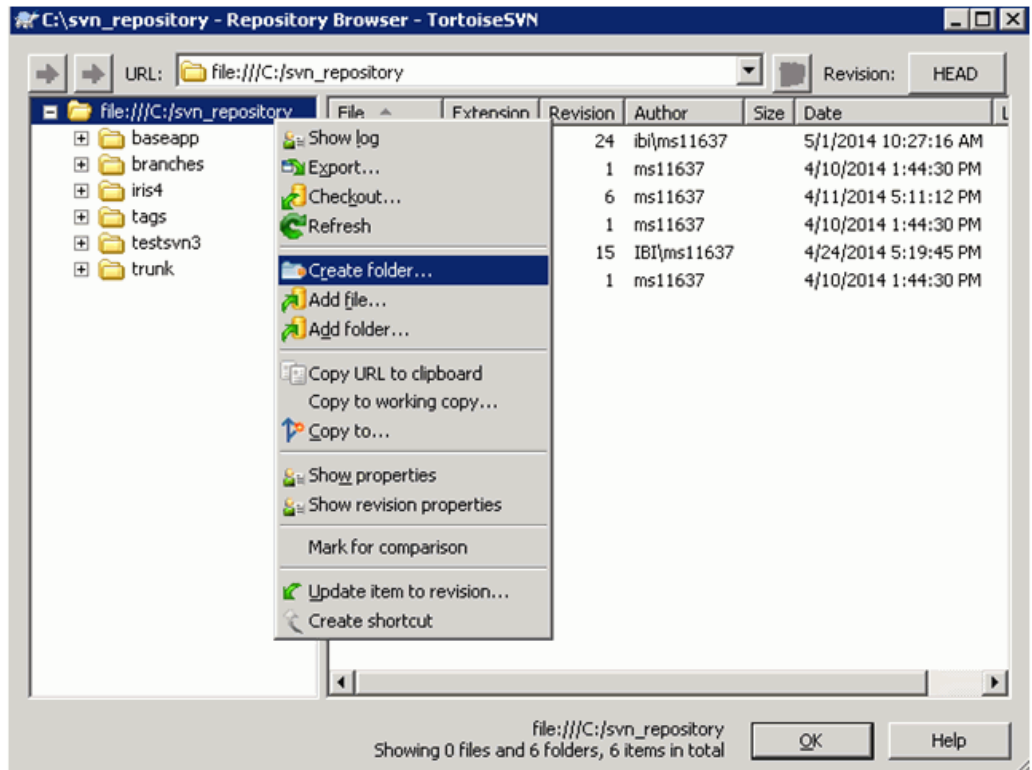 C:\svn_repository - Repository Browser - TortoiseSVN
URL: file:///C:/svn_repository Revision: HEAD
file:///C:/svn_repository File Extension Revision Author Size Date L
baseapp 24 ibi\ms11637 5/1/2014 10:27:16 AM
branches 1 ms11637 4/10/2014 1:44:30 PM
iris4 6 ms11637 4/11/2014 5:11:12 PM
tags 1 ms11637 4/10/2014 1:44:30 PM
testsvn3 15 IBI\ms11637 4/24/2014 5:19:45 PM
trunk 1 ms11637 4/10/2014 1:44:30 PM
Show log
Export...
Checkout...
Refresh
Create folder...
Add file...
Add folder...
Copy URL to clipboard
Copy to working copy...
Copy to...
Show properties
Show revision properties
Mark for comparison
Update item to revision...
Create shortcut
file:///C:/svn_repository
Showing 0 files and 6 folders, 6 items in total
OK Help